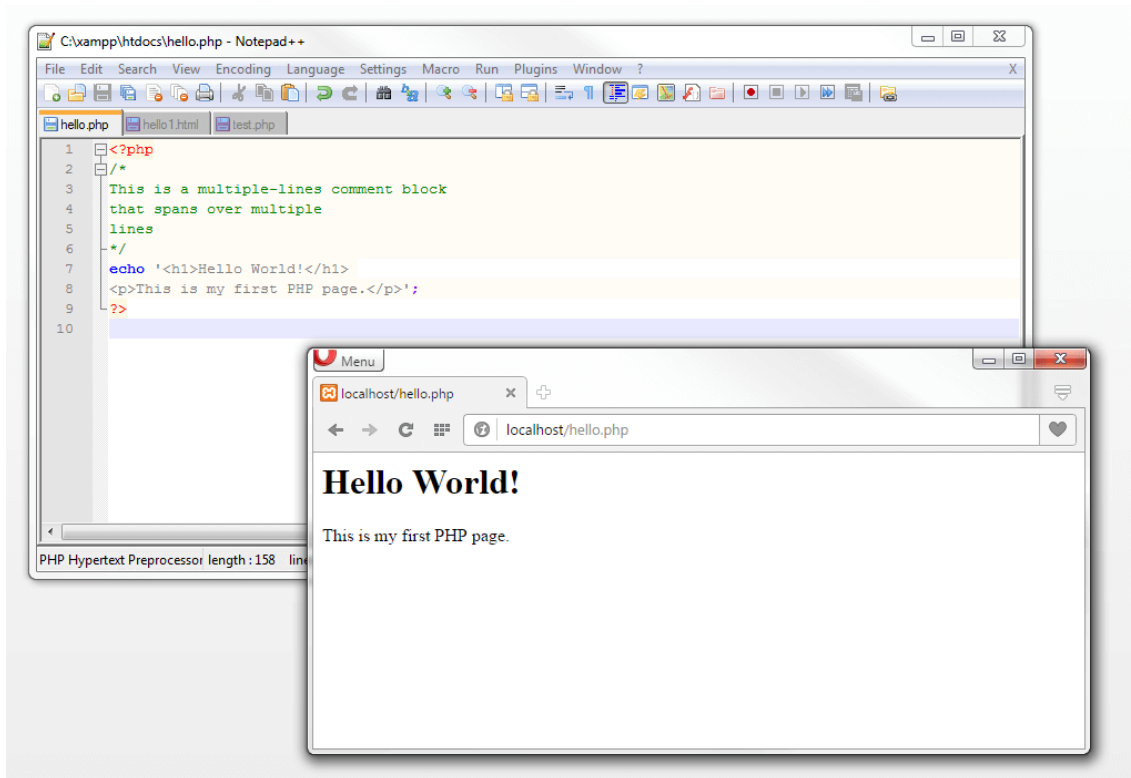 C:\xampp\htdocs\hello.php - Notepad++
File Edit Search View Encoding Language Settings Macro Run Plugins Window ? X
hello.php hello1.html test.php
1 <?php
2 /*
3 This is a multiple-lines comment block
4 that spans over multiple
5 lines
6 */
7 echo '<h1>Hello World!</h1>
8 <p>This is my first PHP page.</p>';
9 ?>
10
PHP Hypertext Preprocessor length : 158
Menu
localhost/hello.php
localhost/hello.php
Hello World!
This is my first PHP page.